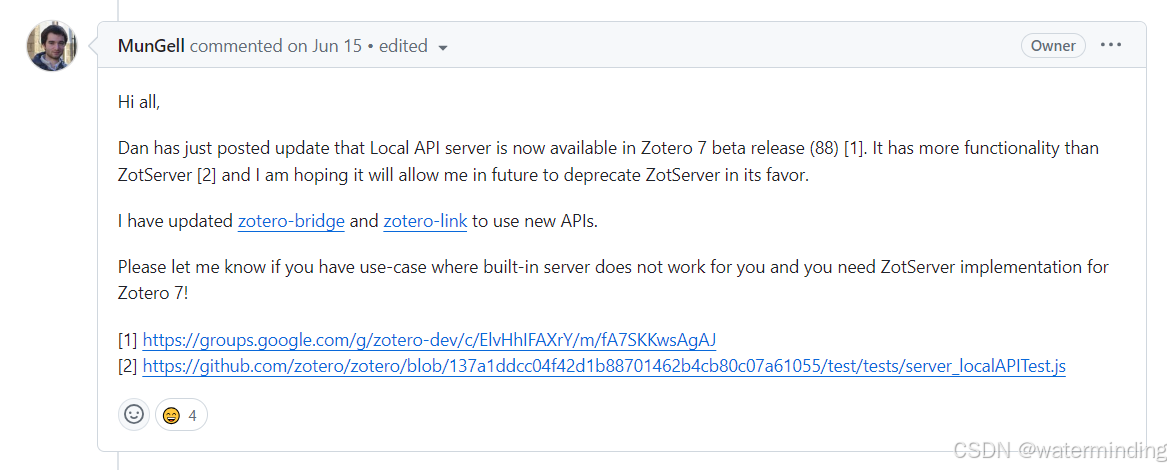 MunGell commented on Jun 15 • edited
Owner
Hi all,
Dan has just posted update that Local API server is now available in Zotero 7 beta release (88) [1]. It has more functionality than
ZotServer [2] and I am hoping it will allow me in future to deprecate ZotServer in its favor.
I have updated zotero-bridge and zotero-link to use new APIs.
Please let me know if you have use-case where built-in server does not work for you and you need ZotServer implementation for
Zotero 7!
[1] https://groups.google.com/g/zotero-dev/c/ElvHhIFAXrY/m/fA7SKKwsAgAJ
[2] https://github.com/zotero/zotero/blob/137a1ddcc04f42d1b88701462b4cb80c07a61055/test/tests/server_localAPITest.js
4
CSDN @waterminding